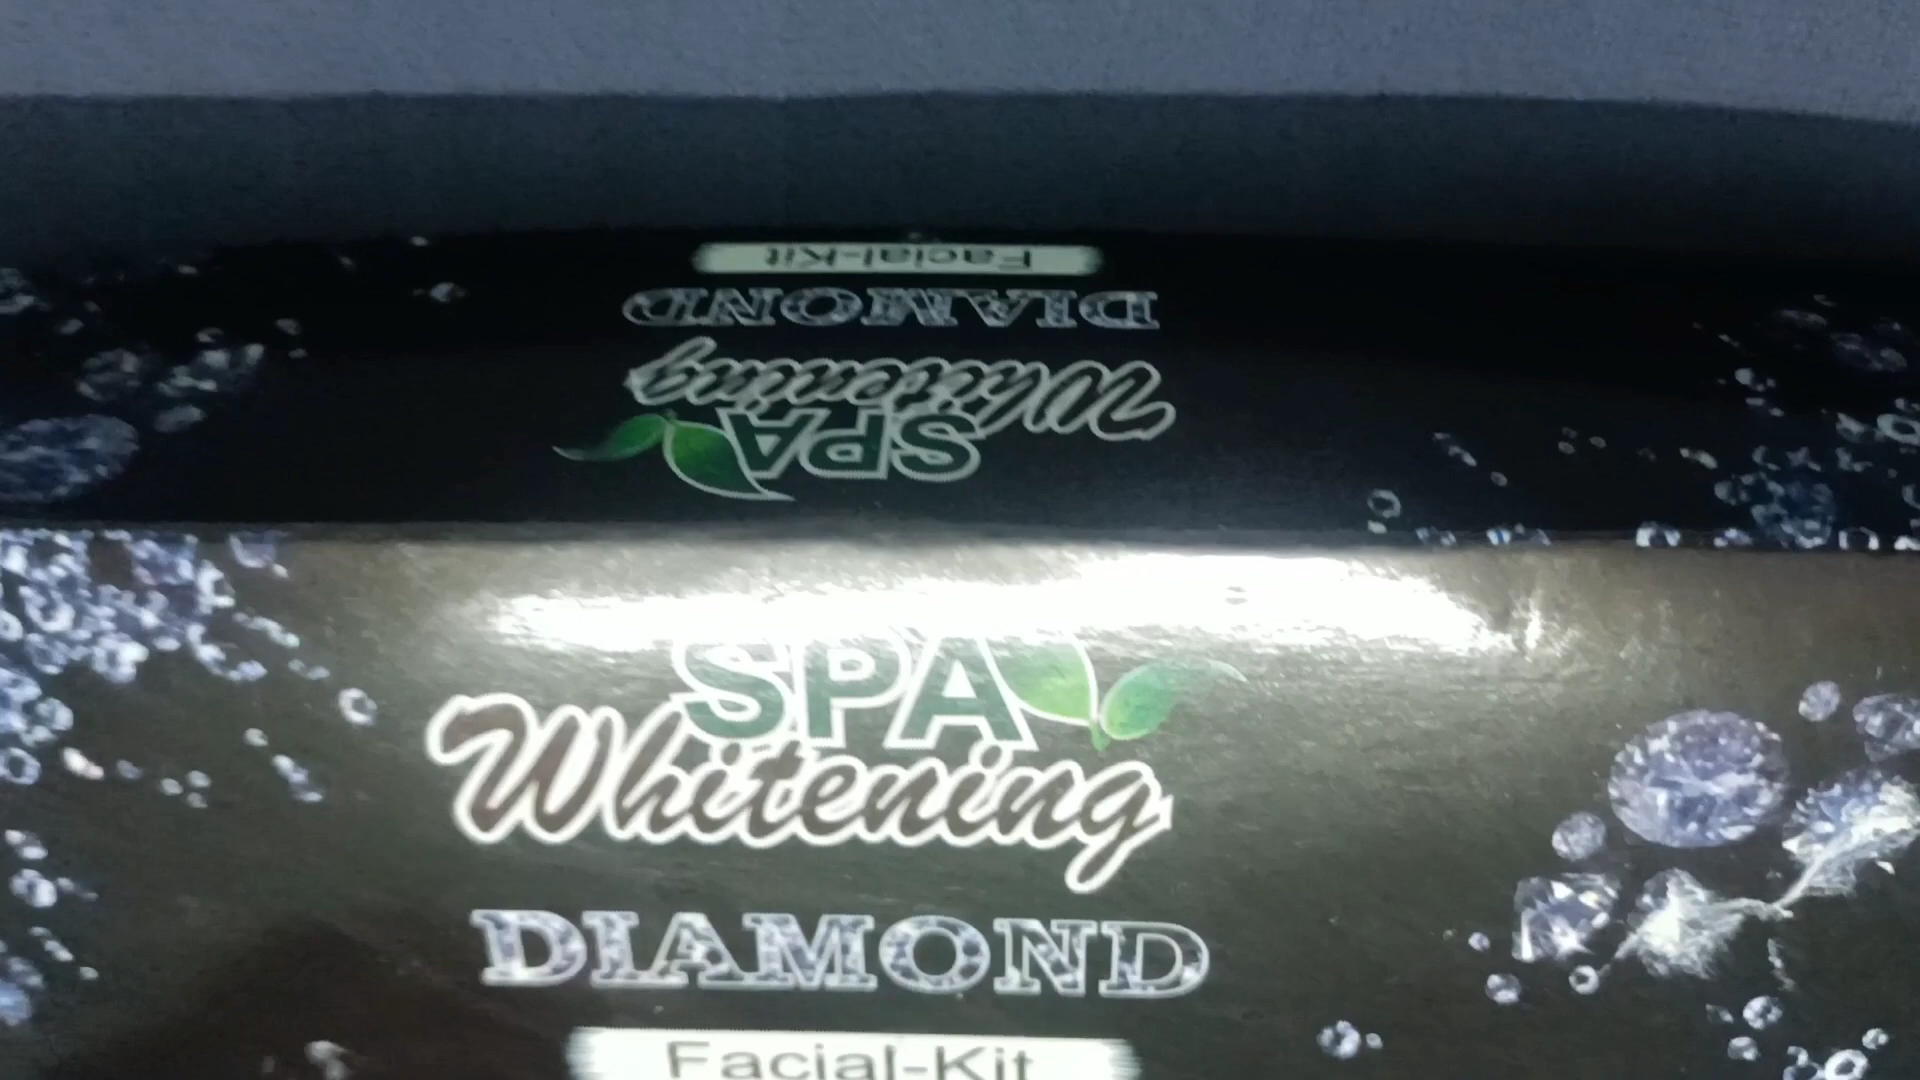 Facial-Kit
DIAMOND
Whitening
SPA
SPA
Whitening
DIAMOND
Facial-Kit